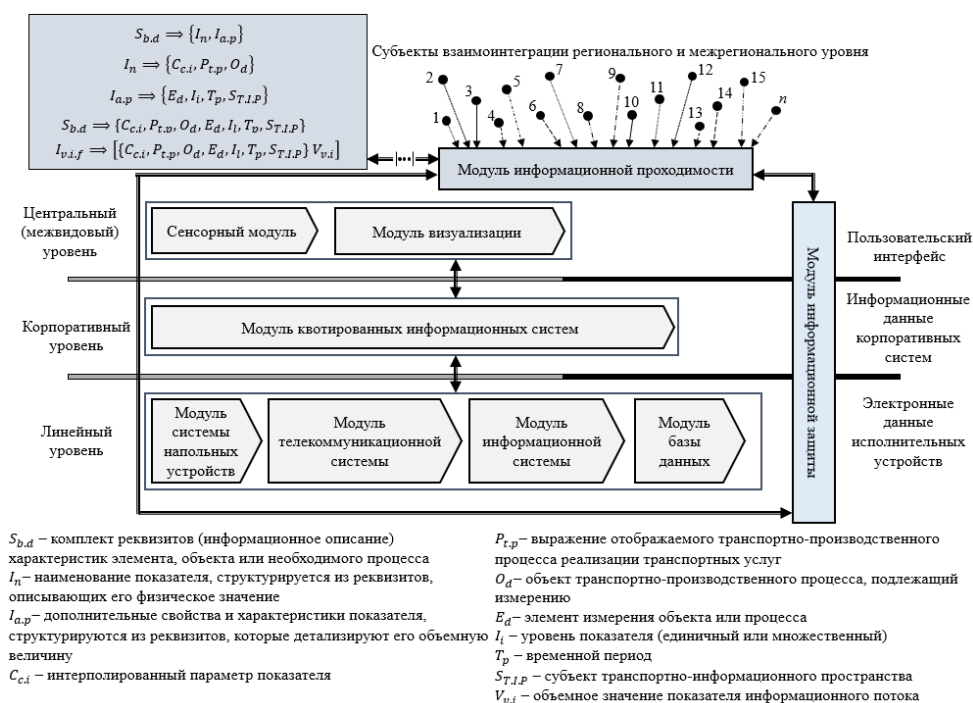 S_{b.d} ⟹ {I_n, I_{a.p}}
I_n ⟹ {C_{c.i}, P_{t.p}, O_d}
I_{a.p} ⟹ {E_d, I_i, T_p, S_{T.I.P}}
S_{b.d} ⟹ {C_{c.i}, P_{t.p}, O_d, E_d, I_l, T_p, S_{T.I.P}}
I_{v.i.f} ⟹ [{C_{c.i}, P_{t.p}, O_d, E_d, I_l, T_p, S_{T.I.P}} V_{v.i}]
Субъекты взаимоинтеграции регионального и межрегионального уровня
1
2
3
4
5
6
7
8
9
10
11
12
13
14
15
n
Модуль информационной проходимости
Центральный
(межвидовый)
уровень
Сенсорный модуль
Модуль визуализации
Пользовательский
интерфейс
Корпоративный
уровень
Модуль квотированных информационных систем
Информационные
данные
корпоративных
систем
Линейный
уровень
Модуль
системы
напольных
устройств
Модуль
телекоммуникационной
системы
Модуль
информационной
системы
Модуль
базы
данных
Электронные
данные
исполнительных
устройств
Модуль информационной защиты
S_{b.d} – комплект реквизитов (информационное описание)
характеристик элемента, объекта или необходимого процесса
I_n– наименование показателя, структурируется из реквизитов,
описывающих его физическое значение
I_{a.p}– дополнительные свойства и характеристики показателя,
структурируются из реквизитов, которые детализируют его объемную
величину
C_{c.i} – интерполированный параметр показателя
P_{t.p}– выражение отображаемого транспортно-производственного
процесса реализации транспортных услуг
O_d– объект транспортно-производственного процесса, подлежащий
измерению
E_d– элемент измерения объекта или процесса
I_i – уровень показателя (единичный или множественный)
T_p – временной период
S_{T.I.P} – субъект транспортно-информационного пространства
V_{v.i} – объемное значение показателя информационного потока